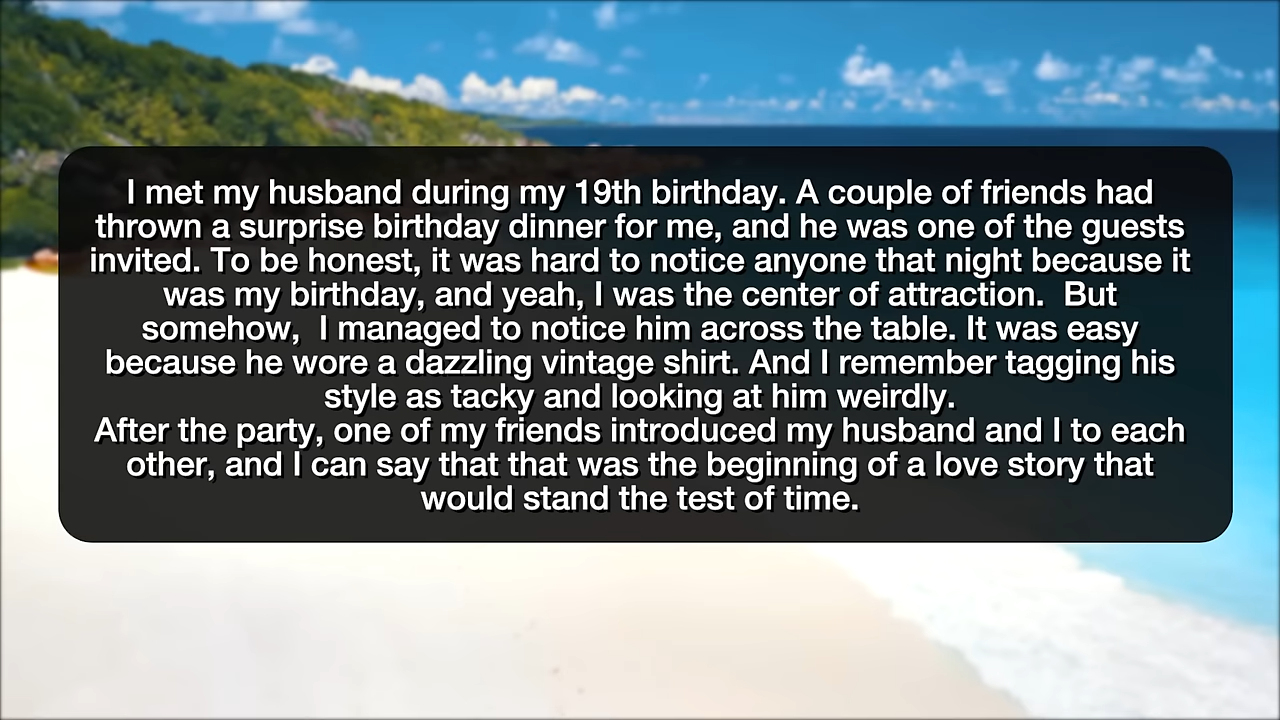 I met my husband during my 19th birthday. A couple of friends had
thrown a surprise birthday dinner for me, and he was one of the guests
invited. To be honest, it was hard to notice anyone that night because it
was my birthday, and yeah, I was the center of attraction.  But
somehow,  I managed to notice him across the table. It was easy
because he wore a dazzling vintage shirt. And I remember tagging his
style as tacky and looking at him weirdly.
After the party, one of my friends introduced my husband and I to each
other, and I can say that that was the beginning of a love story that
would stand the test of time.